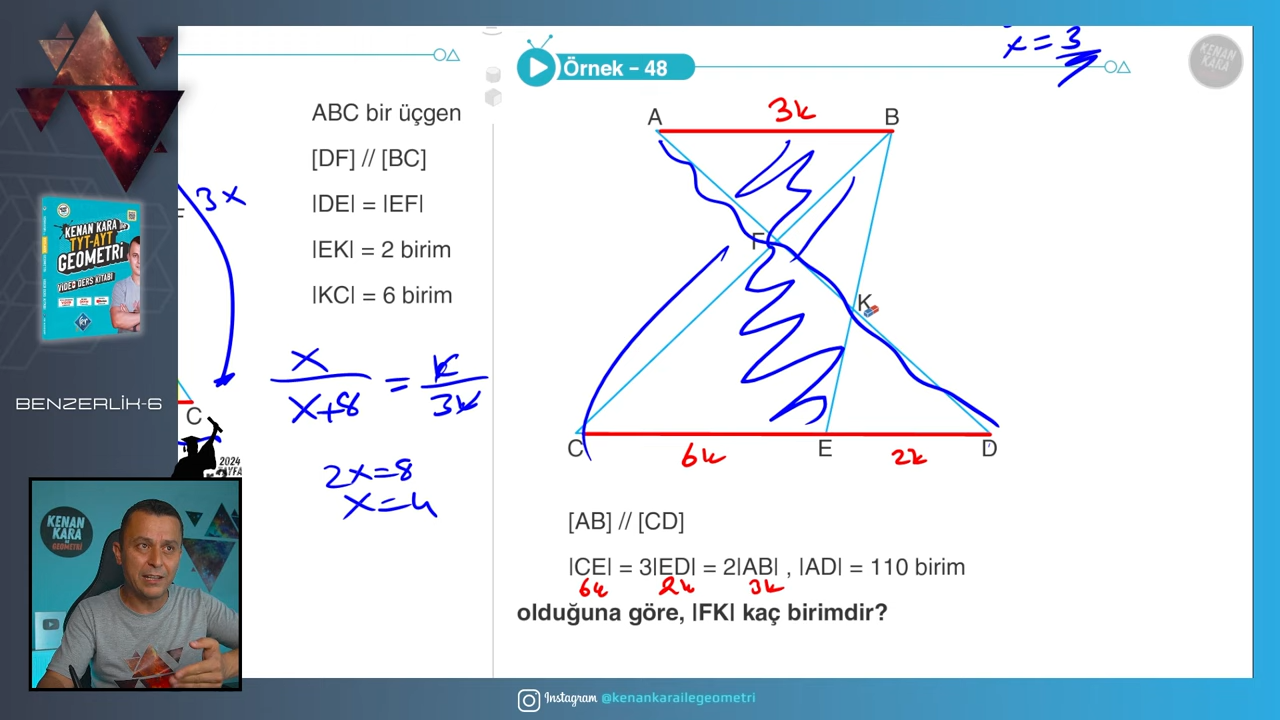 x = 3
Örnek – 48
KENAN
KARA
ABC bir üçgen
[DF] // [BC]
|DE| = |EF|
|EK| = 2 birim
|KC| = 6 birim
3x
F
C
x / x+8 = k / 3k
2x=8
x=4
A
3k
B
F
K
C
6k
E
2k
D
[AB] // [CD]
|CE| = 3|ED| = 2|AB| , |AD| = 110 birim
6k 2k 3k
olduğuna göre, |FK| kaç birimdir?
KENAN KARA
TYT-AYT
GEOMETRİ
VİDEO DERS KİTABI
BENZERLİK-6
2024
SAYFA
KENAN
KARA
GEOMETRİ
Instagram @kenankarailegeometri